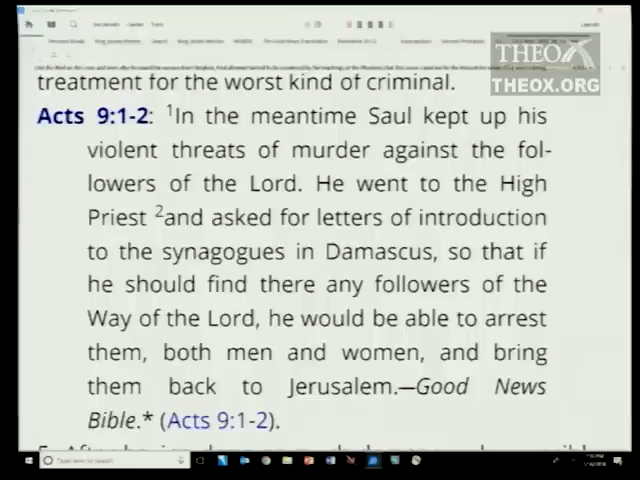 THEOX
THEOX.ORG
treatment for the worst kind of criminal.
Acts 9:1-2: 1In the meantime Saul kept up his
violent threats of murder against the fol-
lowers of the Lord. He went to the High
Priest 2and asked for letters of introduction
to the synagogues in Damascus, so that if
he should find there any followers of the
Way of the Lord, he would be able to arrest
them, both men and women, and bring
them back to Jerusalem.—Good News
Bible.* (Acts 9:1-2).